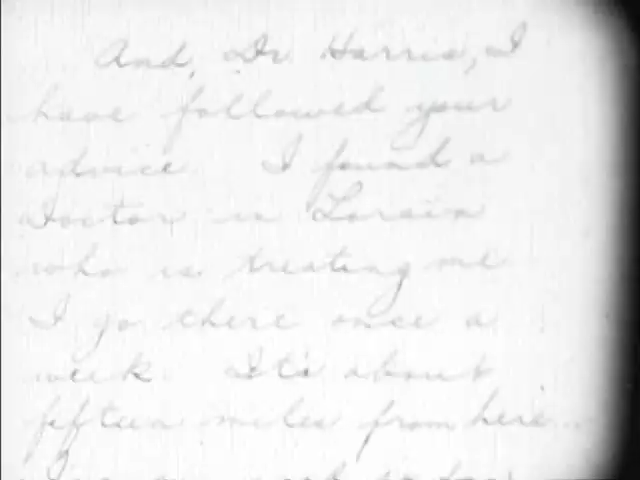 And, Dr. Harris, I
have followed your
advice. I found a
Doctor in Lorain
who is treating me
I go there once a
week. It's about
fifteen miles from here...